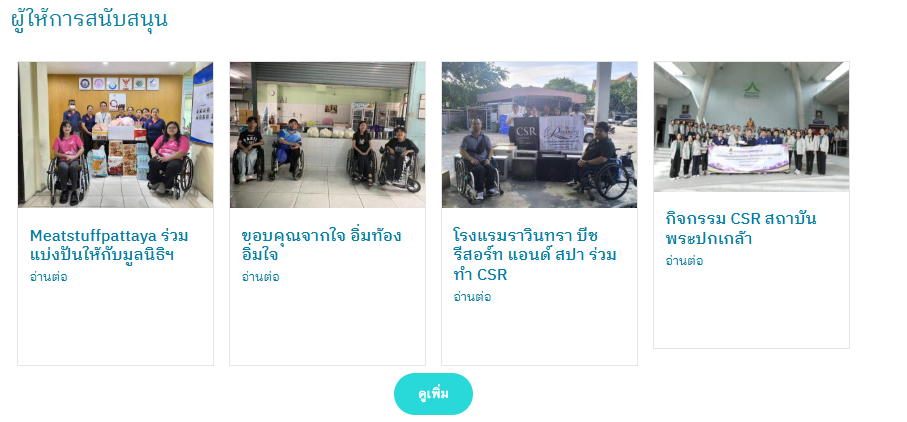 ผู้ให้การสนับสนุน
CSR
Meatstuffpattaya ร่วม
แบ่งปันให้กับมูลนิธิฯ
อ่านต่อ
ขอบคุณจากใจ อิ่มท้อง
อิ่มใจ
อ่านต่อ
โรงแรมราวินทรา บีช
รีสอร์ท แอนด์ สปา ร่วม
ทำ CSR
อ่านต่อ
กิจกรรม CSR สถาบัน
พระปกเกล้า
อ่านต่อ
ดูเพิ่ม